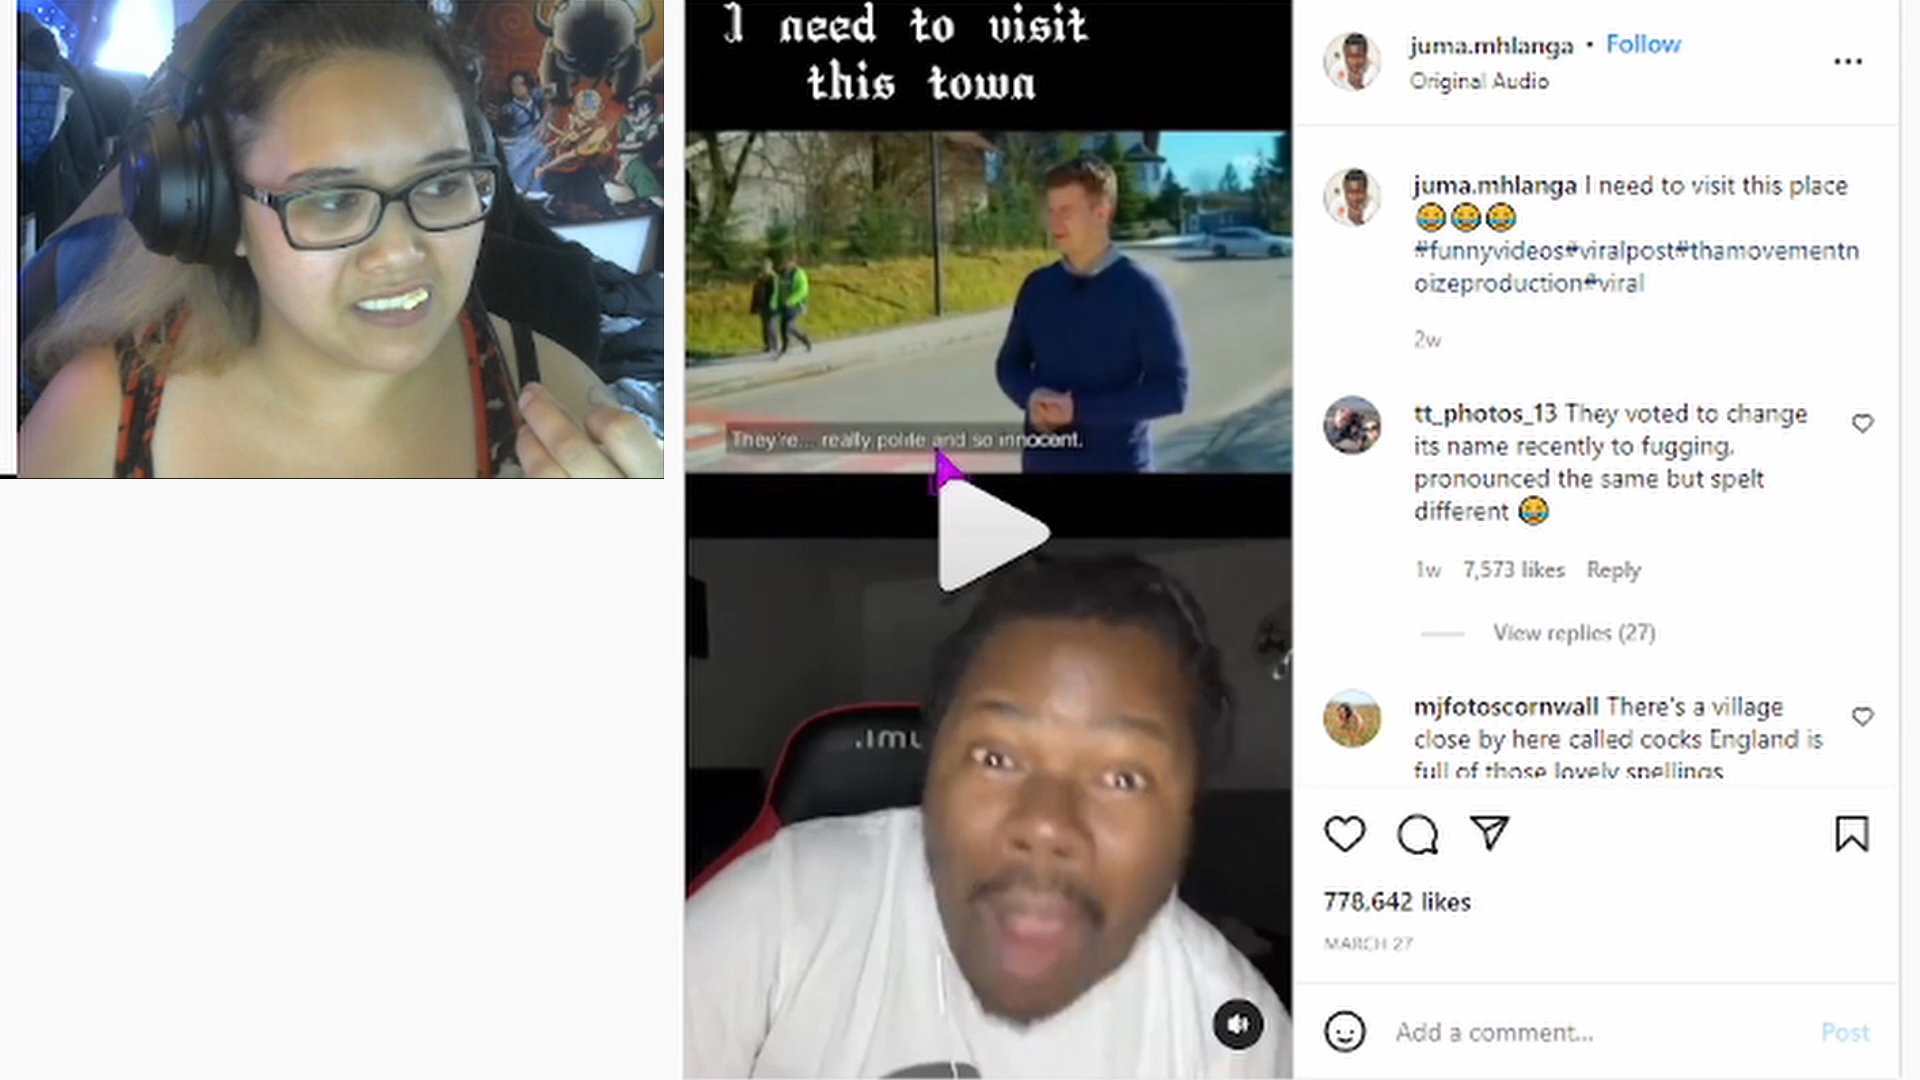 I need to visit
this town
They're... really polite and so innocent.
.IMU
juma.mhlanga • Follow
Original Audio
juma.mhlanga I need to visit this place
😂😂😂
#funnyvideos#viralpost#thamovementn
oizeproduction#viral
2w
tt_photos_13 They voted to change
its name recently to fugging.
pronounced the same but spelt
different 😂
1w 7,573 likes Reply
View replies (27)
mjfotoscornwall There's a village
close by here called cocks England is
full of those lovely spellings
778,642 likes
MARCH 27
Add a comment... Post